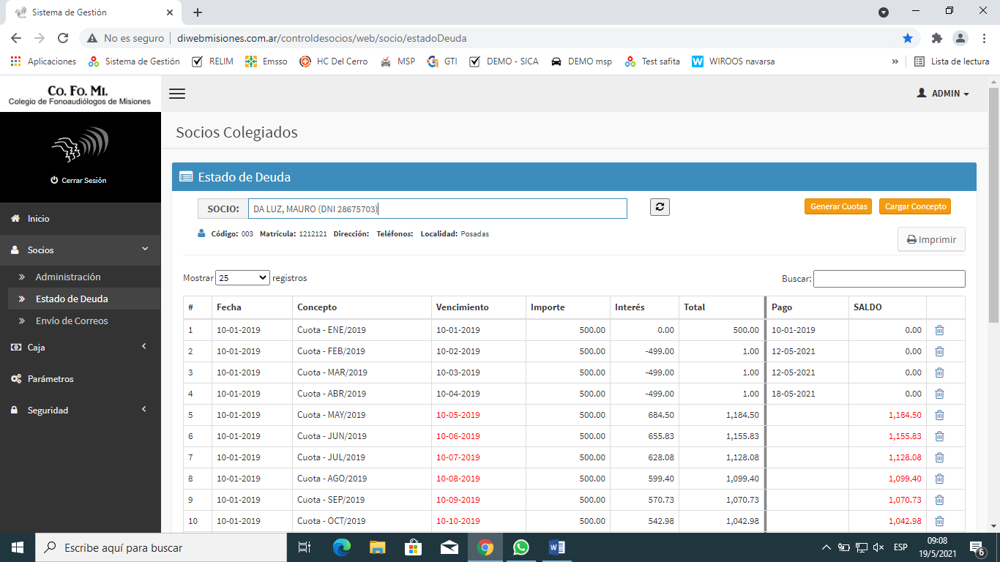 Sistema de Gestión
No es seguro | diwebmisiones.com.ar/controldesocios/web/socio/estadoDeuda
Aplicaciones Sistema de Gestión RELIM Emsso HC Del Cerro MSP GTI DEMO - SICA DEMO msp Test safita WIROOS navarsa » Lista de lectura
Co. Fo. Mi.
Colegio de Fonoaudiólogos de Misiones
ADMIN
Cerrar Sesión
Inicio
Socios
Administración
Estado de Deuda
Envío de Correos
Caja
Parámetros
Seguridad
Socios Colegiados
Estado de Deuda
SOCIO: DA LUZ, MAURO (DNI 28675703)
Generar Cuotas Cargar Concepto
Código: 003 Matrícula: 1212121 Dirección: Teléfonos: Localidad: Posadas
Imprimir
Mostrar 25 registros
Buscar:
# Fecha Concepto Vencimiento Importe Interés Total Pago SALDO
1 10-01-2019 Cuota - ENE/2019 10-01-2019 500.00 0.00 500.00 10-01-2019 0.00
2 10-01-2019 Cuota - FEB/2019 10-02-2019 500.00 -499.00 1.00 12-05-2021 0.00
3 10-01-2019 Cuota - MAR/2019 10-03-2019 500.00 -499.00 1.00 12-05-2021 0.00
4 10-01-2019 Cuota - ABR/2019 10-04-2019 500.00 -499.00 1.00 18-05-2021 0.00
5 10-01-2019 Cuota - MAY/2019 10-05-2019 500.00 684.50 1,184.50 1,184.50
6 10-01-2019 Cuota - JUN/2019 10-06-2019 500.00 655.83 1,155.83 1,155.83
7 10-01-2019 Cuota - JUL/2019 10-07-2019 500.00 628.08 1,128.08 1,128.08
8 10-01-2019 Cuota - AGO/2019 10-08-2019 500.00 599.40 1,099.40 1,099.40
9 10-01-2019 Cuota - SEP/2019 10-09-2019 500.00 570.73 1,070.73 1,070.73
10 10-01-2019 Cuota - OCT/2019 10-10-2019 500.00 542.98 1,042.98 1,042.98
Escribe aquí para buscar
ESP
09:08
19/5/2021
6